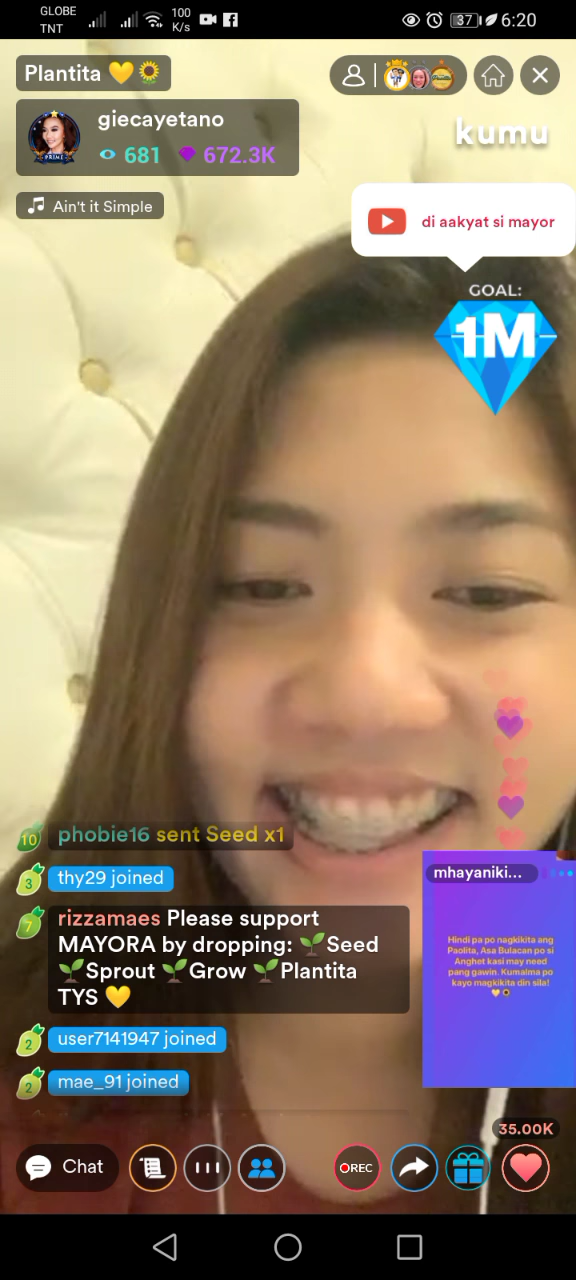 GLOBE
TNT
100
K/s
37
6:20
Plantita 💛🌻
giecayetano
PRIME
681
672.3K
kumu
Ain't it Simple
di aakyat si mayor
GOAL:
1M
10 phobie16 sent Seed x1
3 thy29 joined
7 rizzamaes Please support
MAYORA by dropping: 🌱Seed
🌱Sprout 🌱Grow 🌱Plantita
TYS 💛
2 user7141947 joined
2 mae_91 joined
mhayaniki...
Hindi pa po nagkikita ang
Paolita, Asa Bulacan po si
Anghet kasi may need
pang gawin. Kumalma po
kayo magkikita din sila!
💛🌻
35.00K
Chat
REC